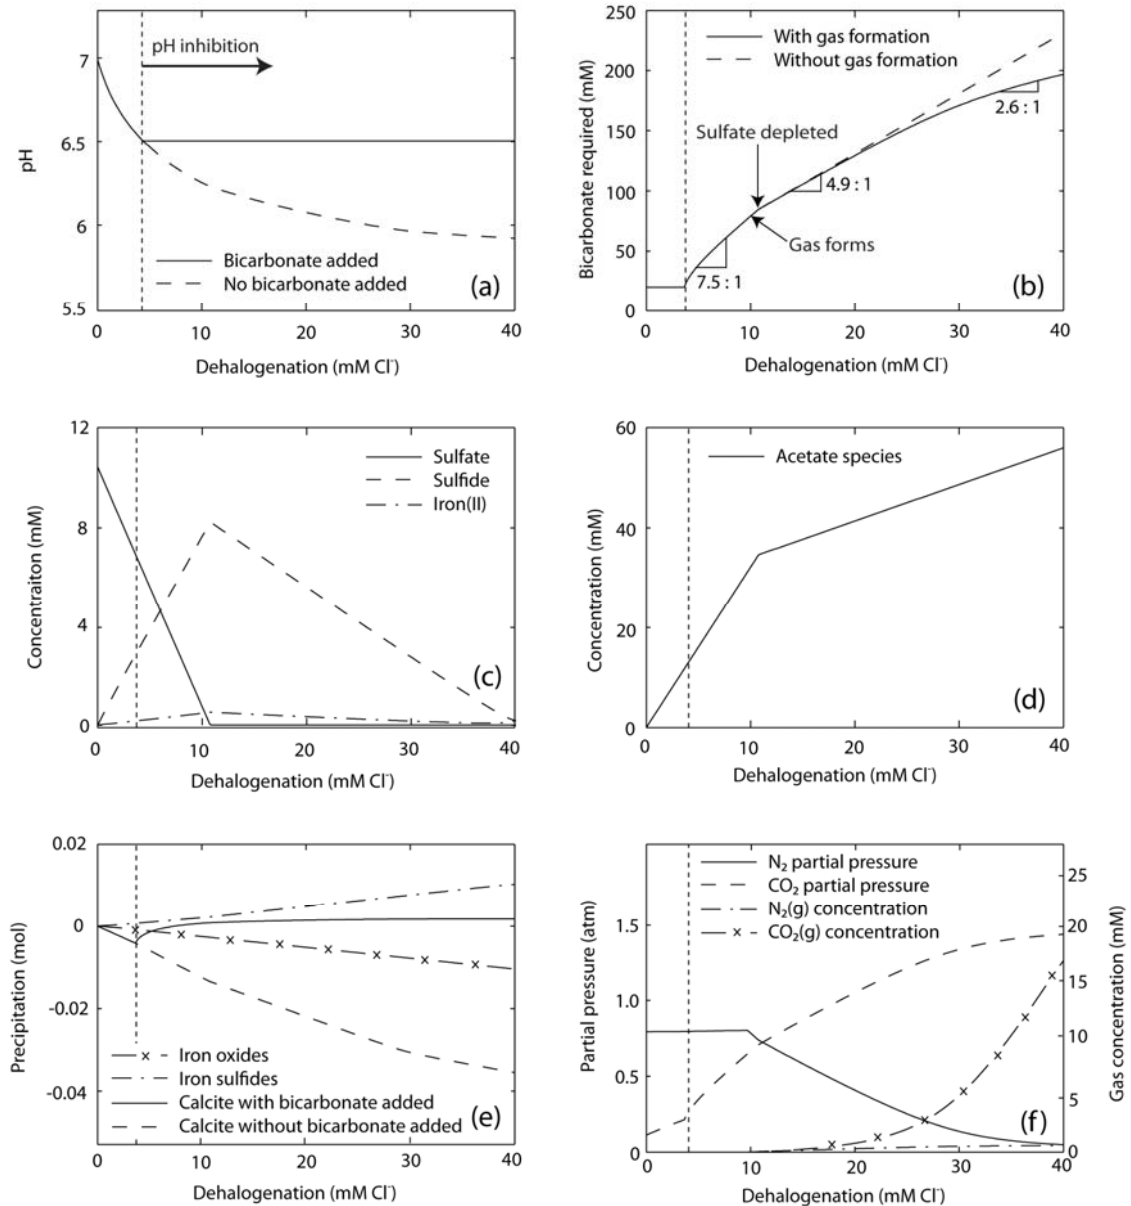 7
6.5
6
5.5
pH
pH inhibition
Bicarbonate added
No bicarbonate added
(a)
0 10 20 30 40
Dehalogenation (mM Cl⁻)
250
200
150
100
50
0
Bicarbonate required (mM)
With gas formation
Without gas formation
2.6 : 1
Sulfate depleted
4.9 : 1
Gas forms
7.5 : 1
(b)
0 10 20 30 40
Dehalogenation (mM Cl⁻)
12
8
4
0
Concentraiton (mM)
Sulfate
Sulfide
Iron(II)
(c)
0 10 20 30 40
Dehalogenation (mM Cl⁻)
60
40
20
0
Concentration (mM)
Acetate species
(d)
0 10 20 30 40
Dehalogenation (mM Cl⁻)
0.02
0
-0.02
-0.04
Precipitation (mol)
Iron oxides
Iron sulfides
Calcite with bicarbonate added
Calcite without bicarbonate added
(e)
0 10 20 30 40
Dehalogenation (mM Cl⁻)
1.5
1.0
0.5
0
Partial pressure (atm)
N₂ partial pressure
CO₂ partial pressure
N₂(g) concentration
CO₂(g) concentration
25
20
15
10
5
0
Gas concentration (mM)
(f)
0 10 20 30 40
Dehalogenation (mM Cl⁻)